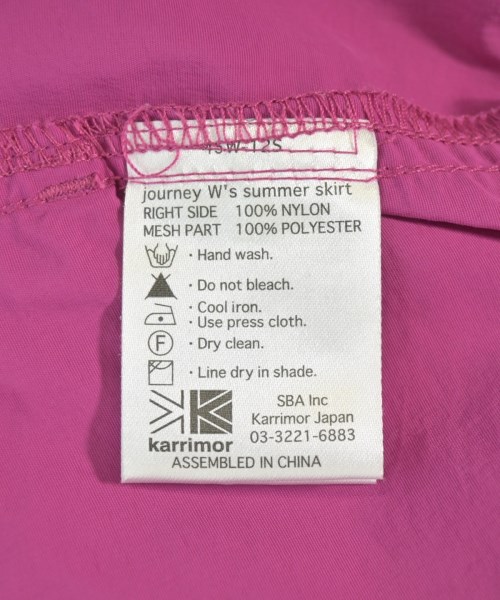 journey W's summer skirt
RIGHT SIDE 100% NYLON
MESH PART 100% POLYESTER
· Hand wash.
· Do not bleach.
· Cool iron.
· Use press cloth.
F · Dry clean.
· Line dry in shade.
karrimor
SBA Inc
Karrimor Japan
03-3221-6883
ASSEMBLED IN CHINA